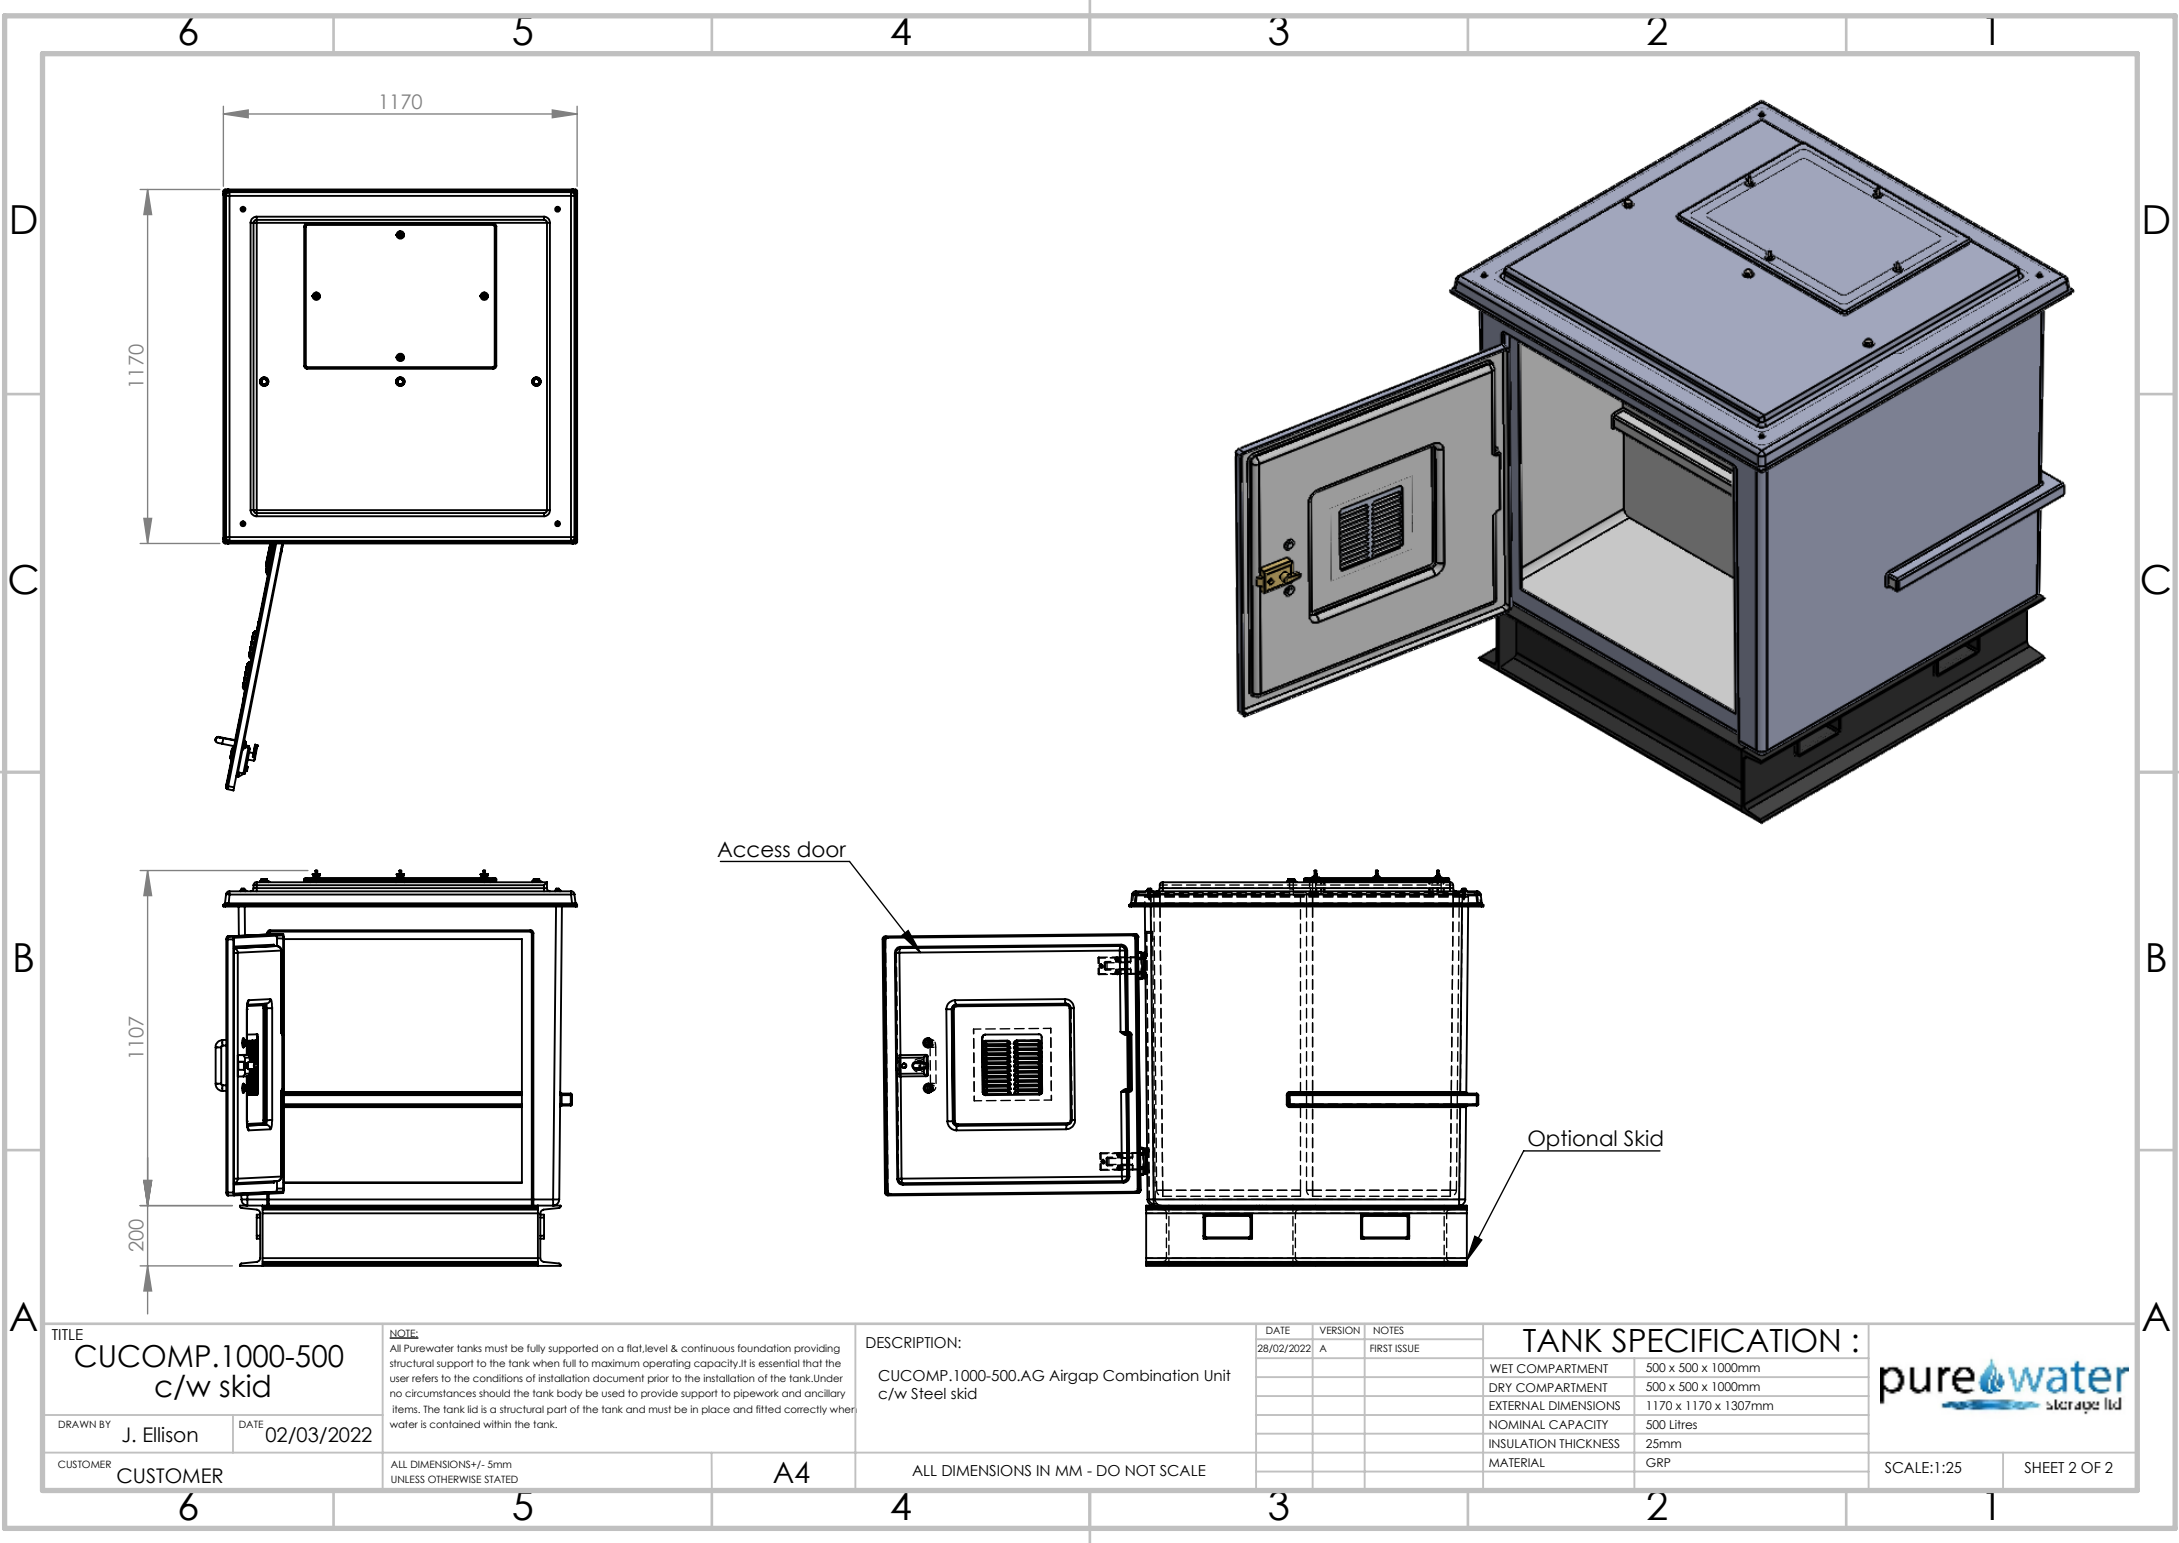 6 5 4 3 2 1
D D
C C
B B
A A
1170
1170
Access door
1107
200
Optional Skid
TITLE
CUCOMP.1000-500
c/w skid
DRAWN BY J. Ellison
DATE 02/03/2022
CUSTOMER CUSTOMER
NOTE:
All Purewater tanks must be fully supported on a flat,level & continuous foundation providing
structural support to the tank when full to maximum operating capacity.It is essential that the
user refers to the conditions of installation document prior to the installation of the tank.Under
no circumstances should the tank body be used to provide support to pipework and ancillary
items. The tank lid is a structural part of the tank and must be in place and fitted correctly when
water is contained within the tank.
ALL DIMENSIONS+/- 5mm
UNLESS OTHERWISE STATED
A4
DESCRIPTION:
CUCOMP.1000-500.AG Airgap Combination Unit
c/w Steel skid
ALL DIMENSIONS IN MM - DO NOT SCALE
DATE VERSION NOTES
28/02/2022 A FIRST ISSUE
TANK SPECIFICATION :
WET COMPARTMENT 500 x 500 x 1000mm
DRY COMPARTMENT 500 x 500 x 1000mm
EXTERNAL DIMENSIONS 1170 x 1170 x 1307mm
NOMINAL CAPACITY 500 Litres
INSULATION THICKNESS 25mm
MATERIAL GRP
pure water
storage ltd
SCALE:1:25
SHEET 2 OF 2
6 5 4 3 2 1